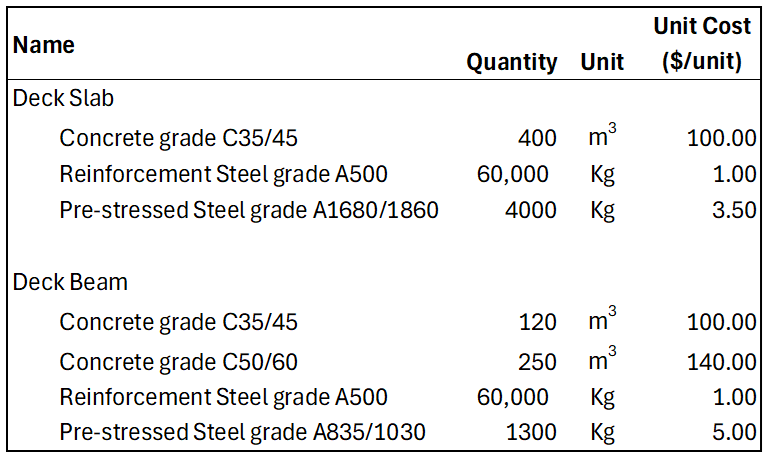 Name Quantity Unit Unit Cost ($/unit)
Deck Slab
Concrete grade C35/45 400 m³ 100.00
Reinforcement Steel grade A500 60,000 Kg 1.00
Pre-stressed Steel grade A1680/1860 4000 Kg 3.50
Deck Beam
Concrete grade C35/45 120 m³ 100.00
Concrete grade C50/60 250 m³ 140.00
Reinforcement Steel grade A500 60,000 Kg 1.00
Pre-stressed Steel grade A835/1030 1300 Kg 5.00